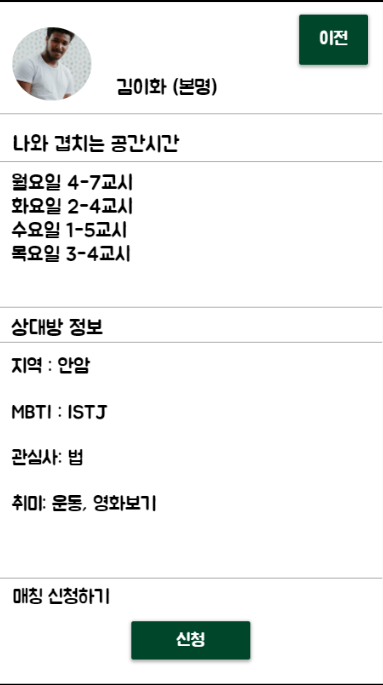 이전
김이화 (본명)
나와 겹치는 공간시간
월요일 4-7교시
화요일 2-4교시
수요일 1-5교시
목요일 3-4교시
상대방 정보
지역 : 안암
MBTI : ISTJ
관심사: 법
취미: 운동, 영화보기
매칭 신청하기
신청